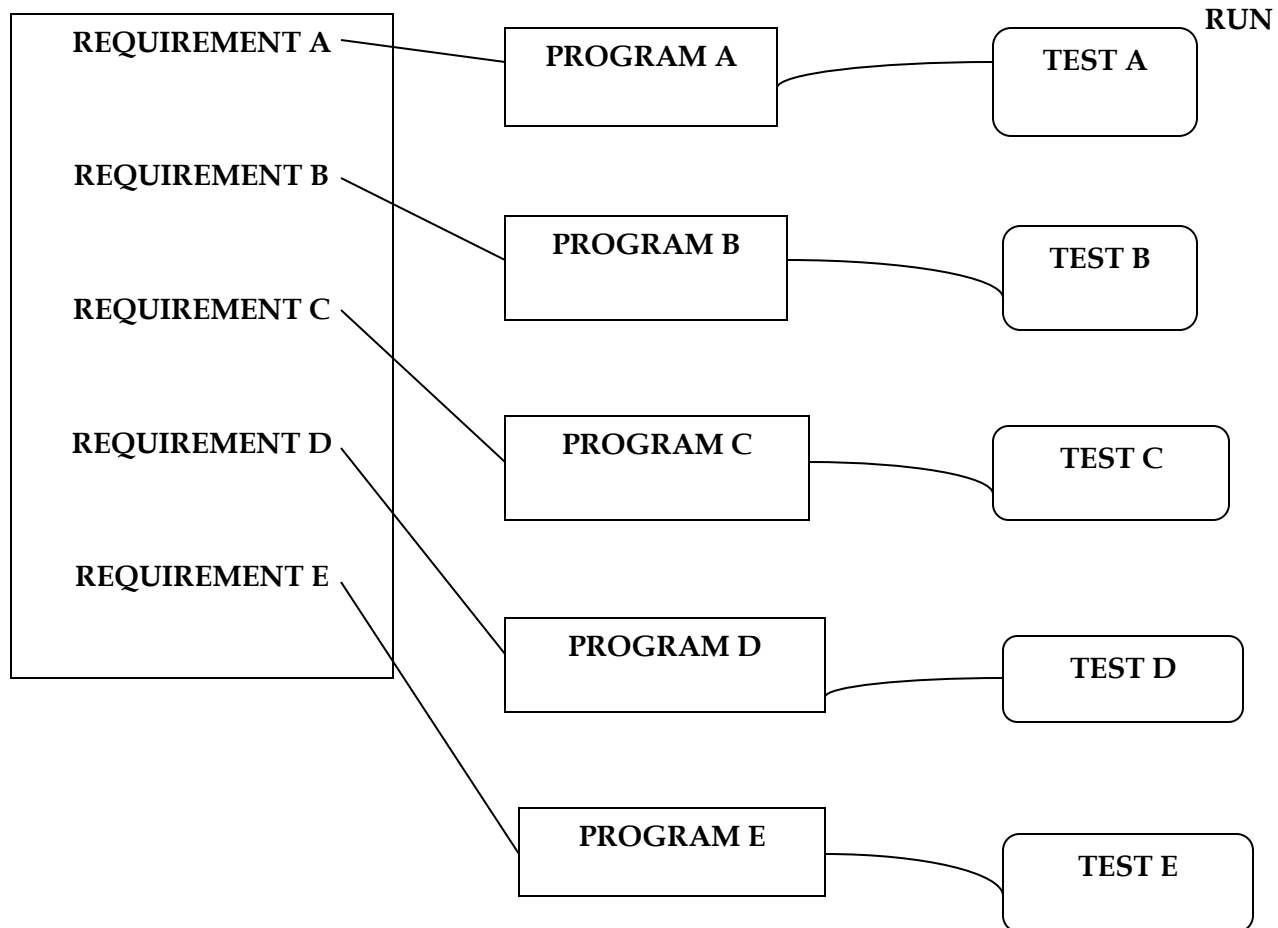 RUN
REQUIREMENT A
PROGRAM A
TEST A
REQUIREMENT B
PROGRAM B
TEST B
REQUIREMENT C
PROGRAM C
TEST C
REQUIREMENT D
PROGRAM D
TEST D
REQUIREMENT E
PROGRAM E
TEST E